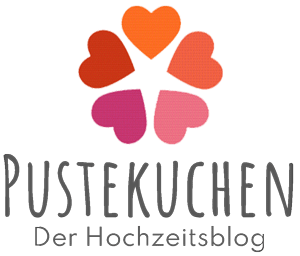 PUSTEKUCHEN
Der Hochzeitsblog